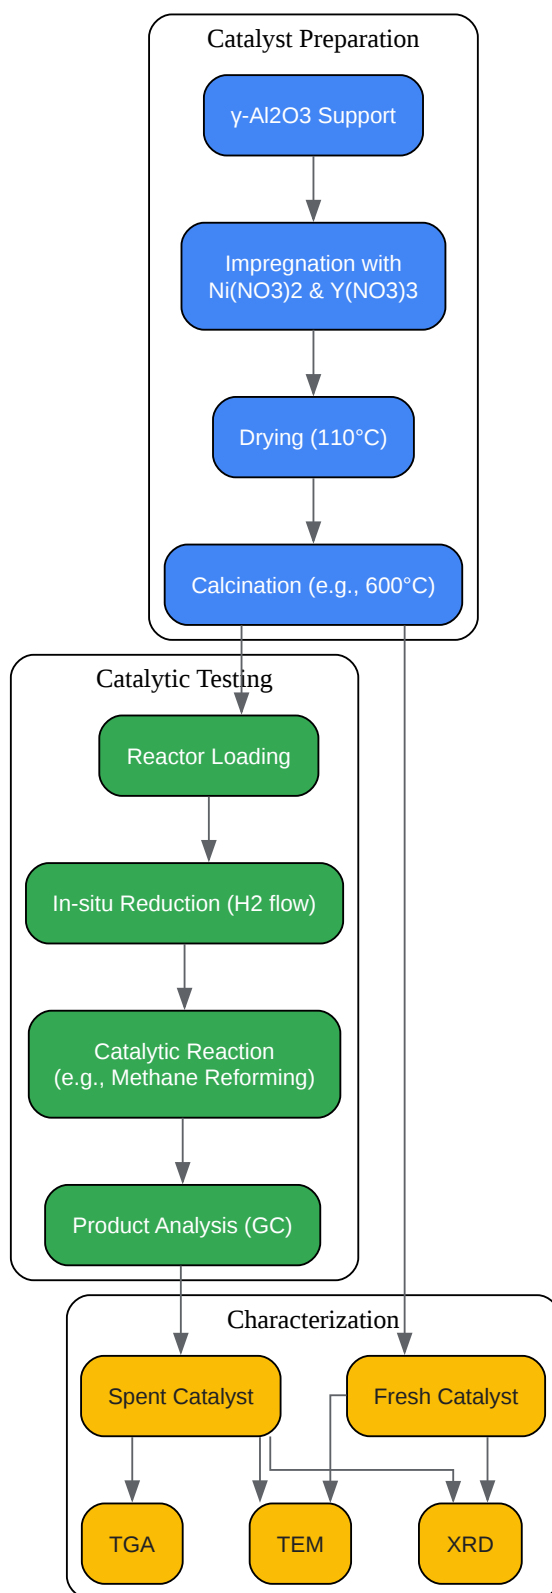 Catalyst Preparation
γ-Al2O3 Support
Impregnation with
Ni(NO3)2 & Y(NO3)3
Drying (110°C)
Calcination (e.g., 600°C)
Catalytic Testing
Reactor Loading
In-situ Reduction (H2 flow)
Catalytic Reaction
(e.g., Methane Reforming)
Product Analysis (GC)
Characterization
Spent Catalyst
Fresh Catalyst
TGA
TEM
XRD